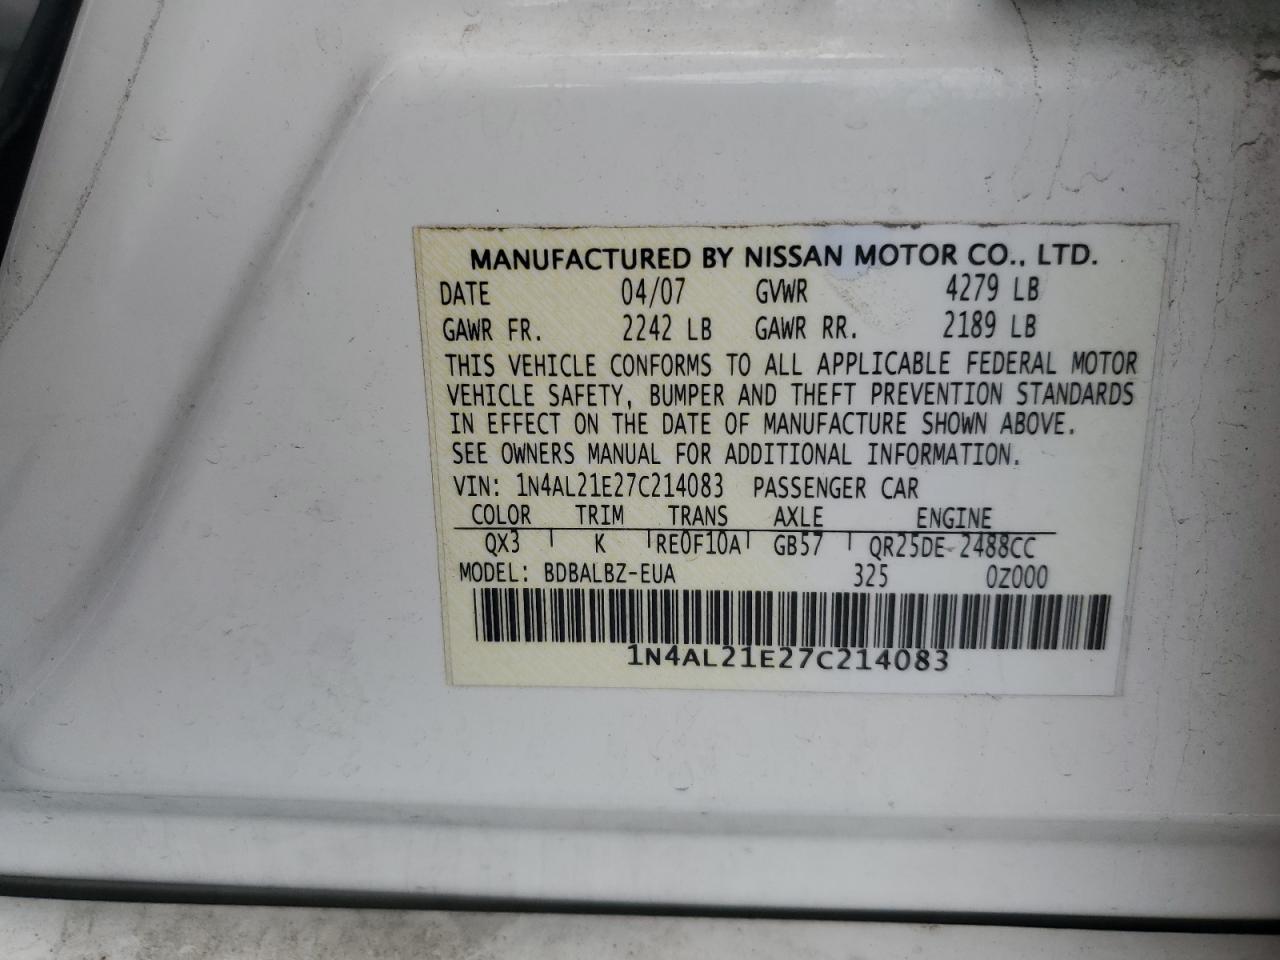 MANUFACTURED BY NISSAN MOTOR CO., LTD.
DATE 04/07 GVWR 4279 LB
GAWR FR. 2242 LB GAWR RR. 2189 LB
THIS VEHICLE CONFORMS TO ALL APPLICABLE FEDERAL MOTOR
VEHICLE SAFETY, BUMPER AND THEFT PREVENTION STANDARDS
IN EFFECT ON THE DATE OF MANUFACTURE SHOWN ABOVE.
SEE OWNERS MANUAL FOR ADDITIONAL INFORMATION.
VIN: 1N4AL21E27C214083 PASSENGER CAR
COLOR TRIM TRANS AXLE ENGINE
QX3 K RE0F10A GB57 QR25DE-2488CC
MODEL: BDBALBZ-EUA 325 0Z000
1N4AL21E27C214083